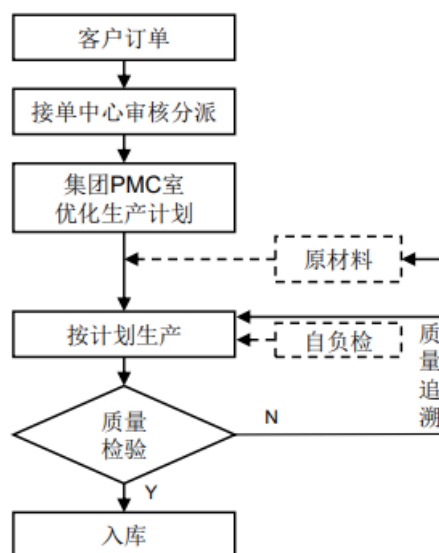 客户订单
接单中心审核分派
集团PMC室
优化生产计划
原材料
按计划生产
自负检
质量追溯
质量
检验
N
Y
入库